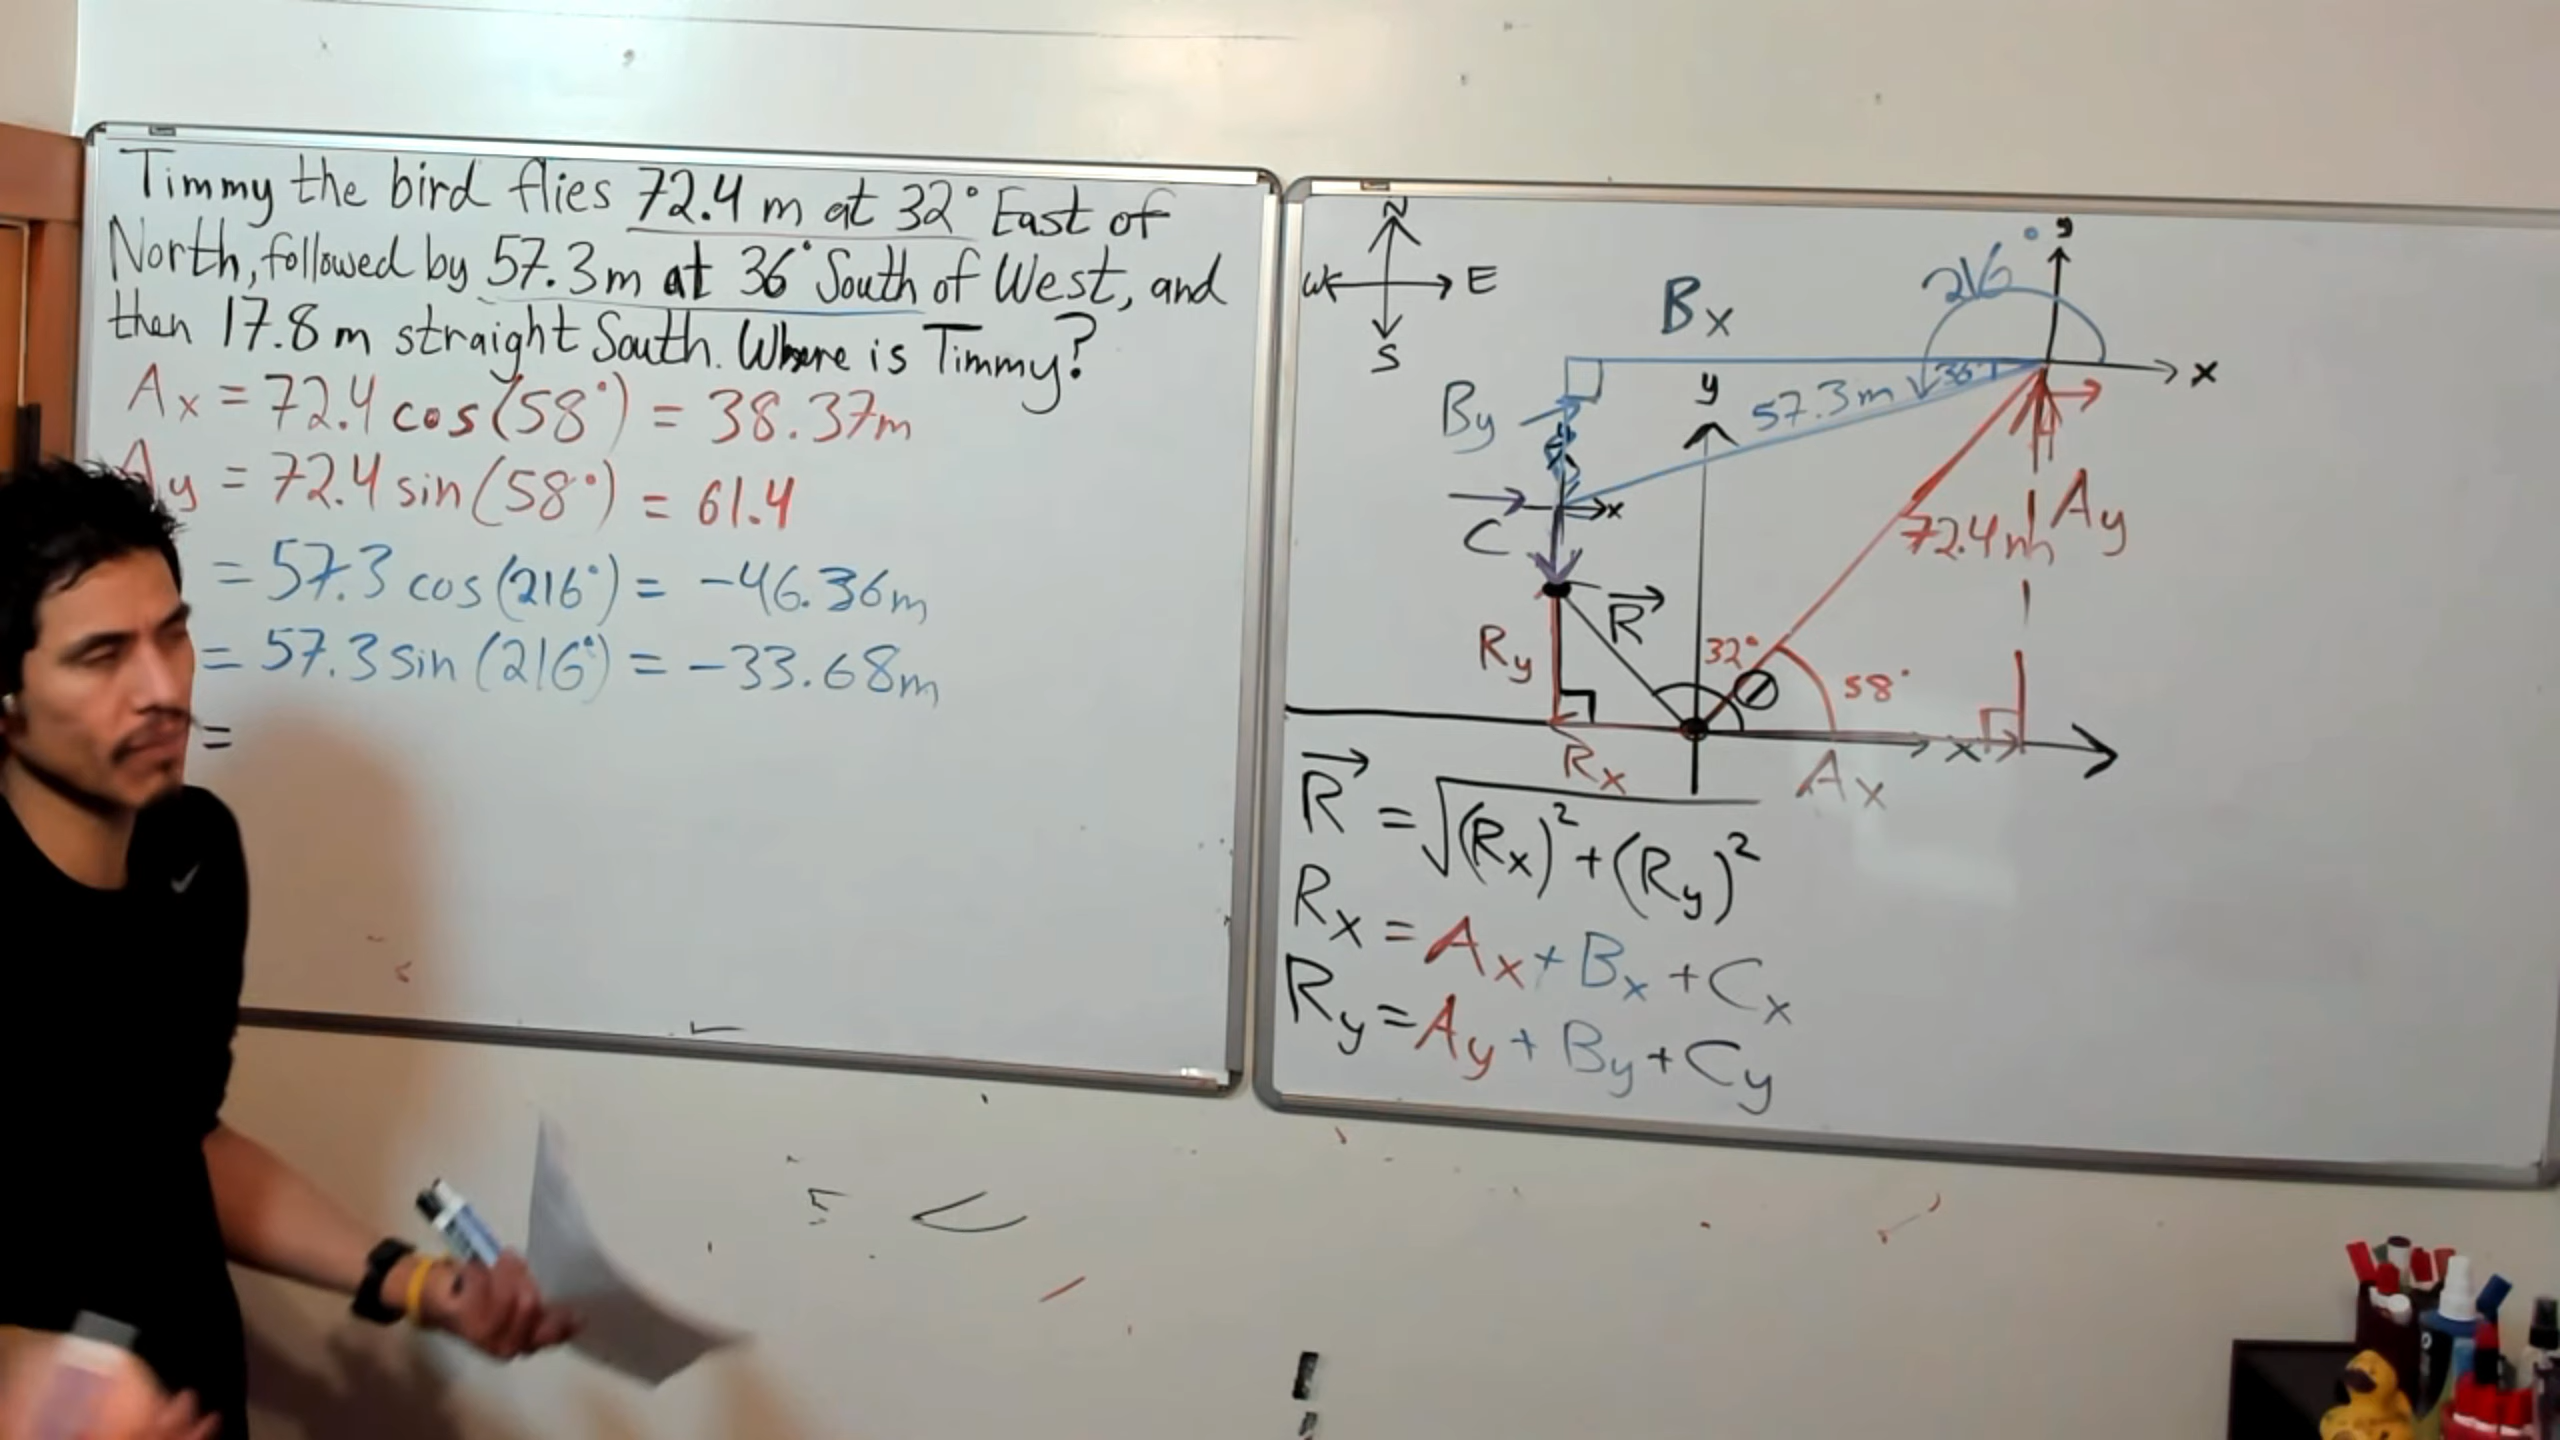 Timmy the bird flies 72.4 m at 32° East of
North, followed by 57.3m at 36° South of West, and
then 17.8 m straight South. Where is Timmy?
Ax = 72.4 cos(58°) = 38.37m
Ay = 72.4 sin(58°) = 61.4
= 57.3 cos(216°) = -46.36m
= 57.3 sin(216°) = -33.68m
=
N
W E
S
216°
y
x
Bx
36°
By
57.3m
y
x
C
72.4m
Ay
R
Ry
32°
58°
x
Rx
Ax
R = √(Rx)² + (Ry)²
Rx = Ax + Bx + Cx
Ry = Ay + By + Cy